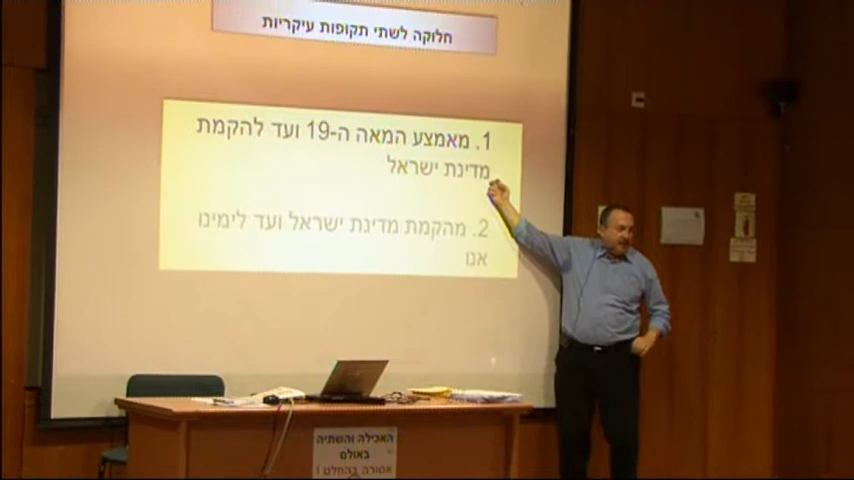 חלוקה לשתי תקופות עיקריות
1. מאמצע המאה ה-19 ועד להקמת
מדינת ישראל
2. מהקמת מדינת ישראל ועד לימינו
אנו
האכילה והשתיה
באולם
אסורה בהחלט!